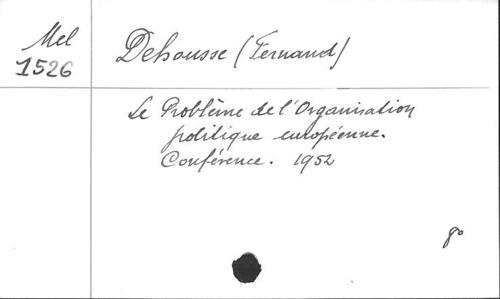 Mel
1526
Dehousse (Fernand)
Le Problème de l'Organisation
politique européenne.
Conférence. 1952
8°